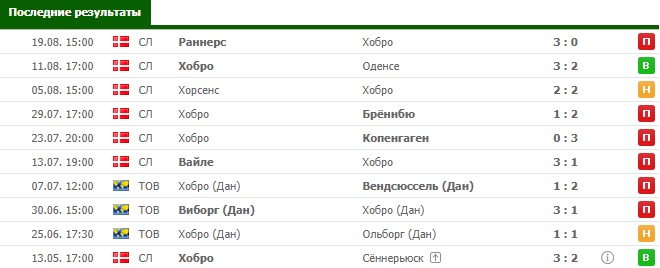 Последние результаты
19.08. 15:00 СЛ Раннерс Хобро 3 : 0 П
11.08. 17:00 СЛ Хобро Оденсе 3 : 2 В
05.08. 15:00 СЛ Хорсенс Хобро 2 : 2 Н
29.07. 17:00 СЛ Хобро Брённбю 1 : 2 П
23.07. 20:00 СЛ Хобро Копенгаген 0 : 3 П
13.07. 19:00 СЛ Вайле Хобро 3 : 1 П
07.07. 12:00 ТОВ Хобро (Дан) Вендсюссель (Дан) 1 : 2 П
30.06. 15:00 ТОВ Виборг (Дан) Хобро (Дан) 3 : 1 П
25.06. 17:30 ТОВ Хобро (Дан) Ольборг (Дан) 1 : 1 Н
13.05. 17:00 СЛ Хобро Сённерьюск 3 : 2 В